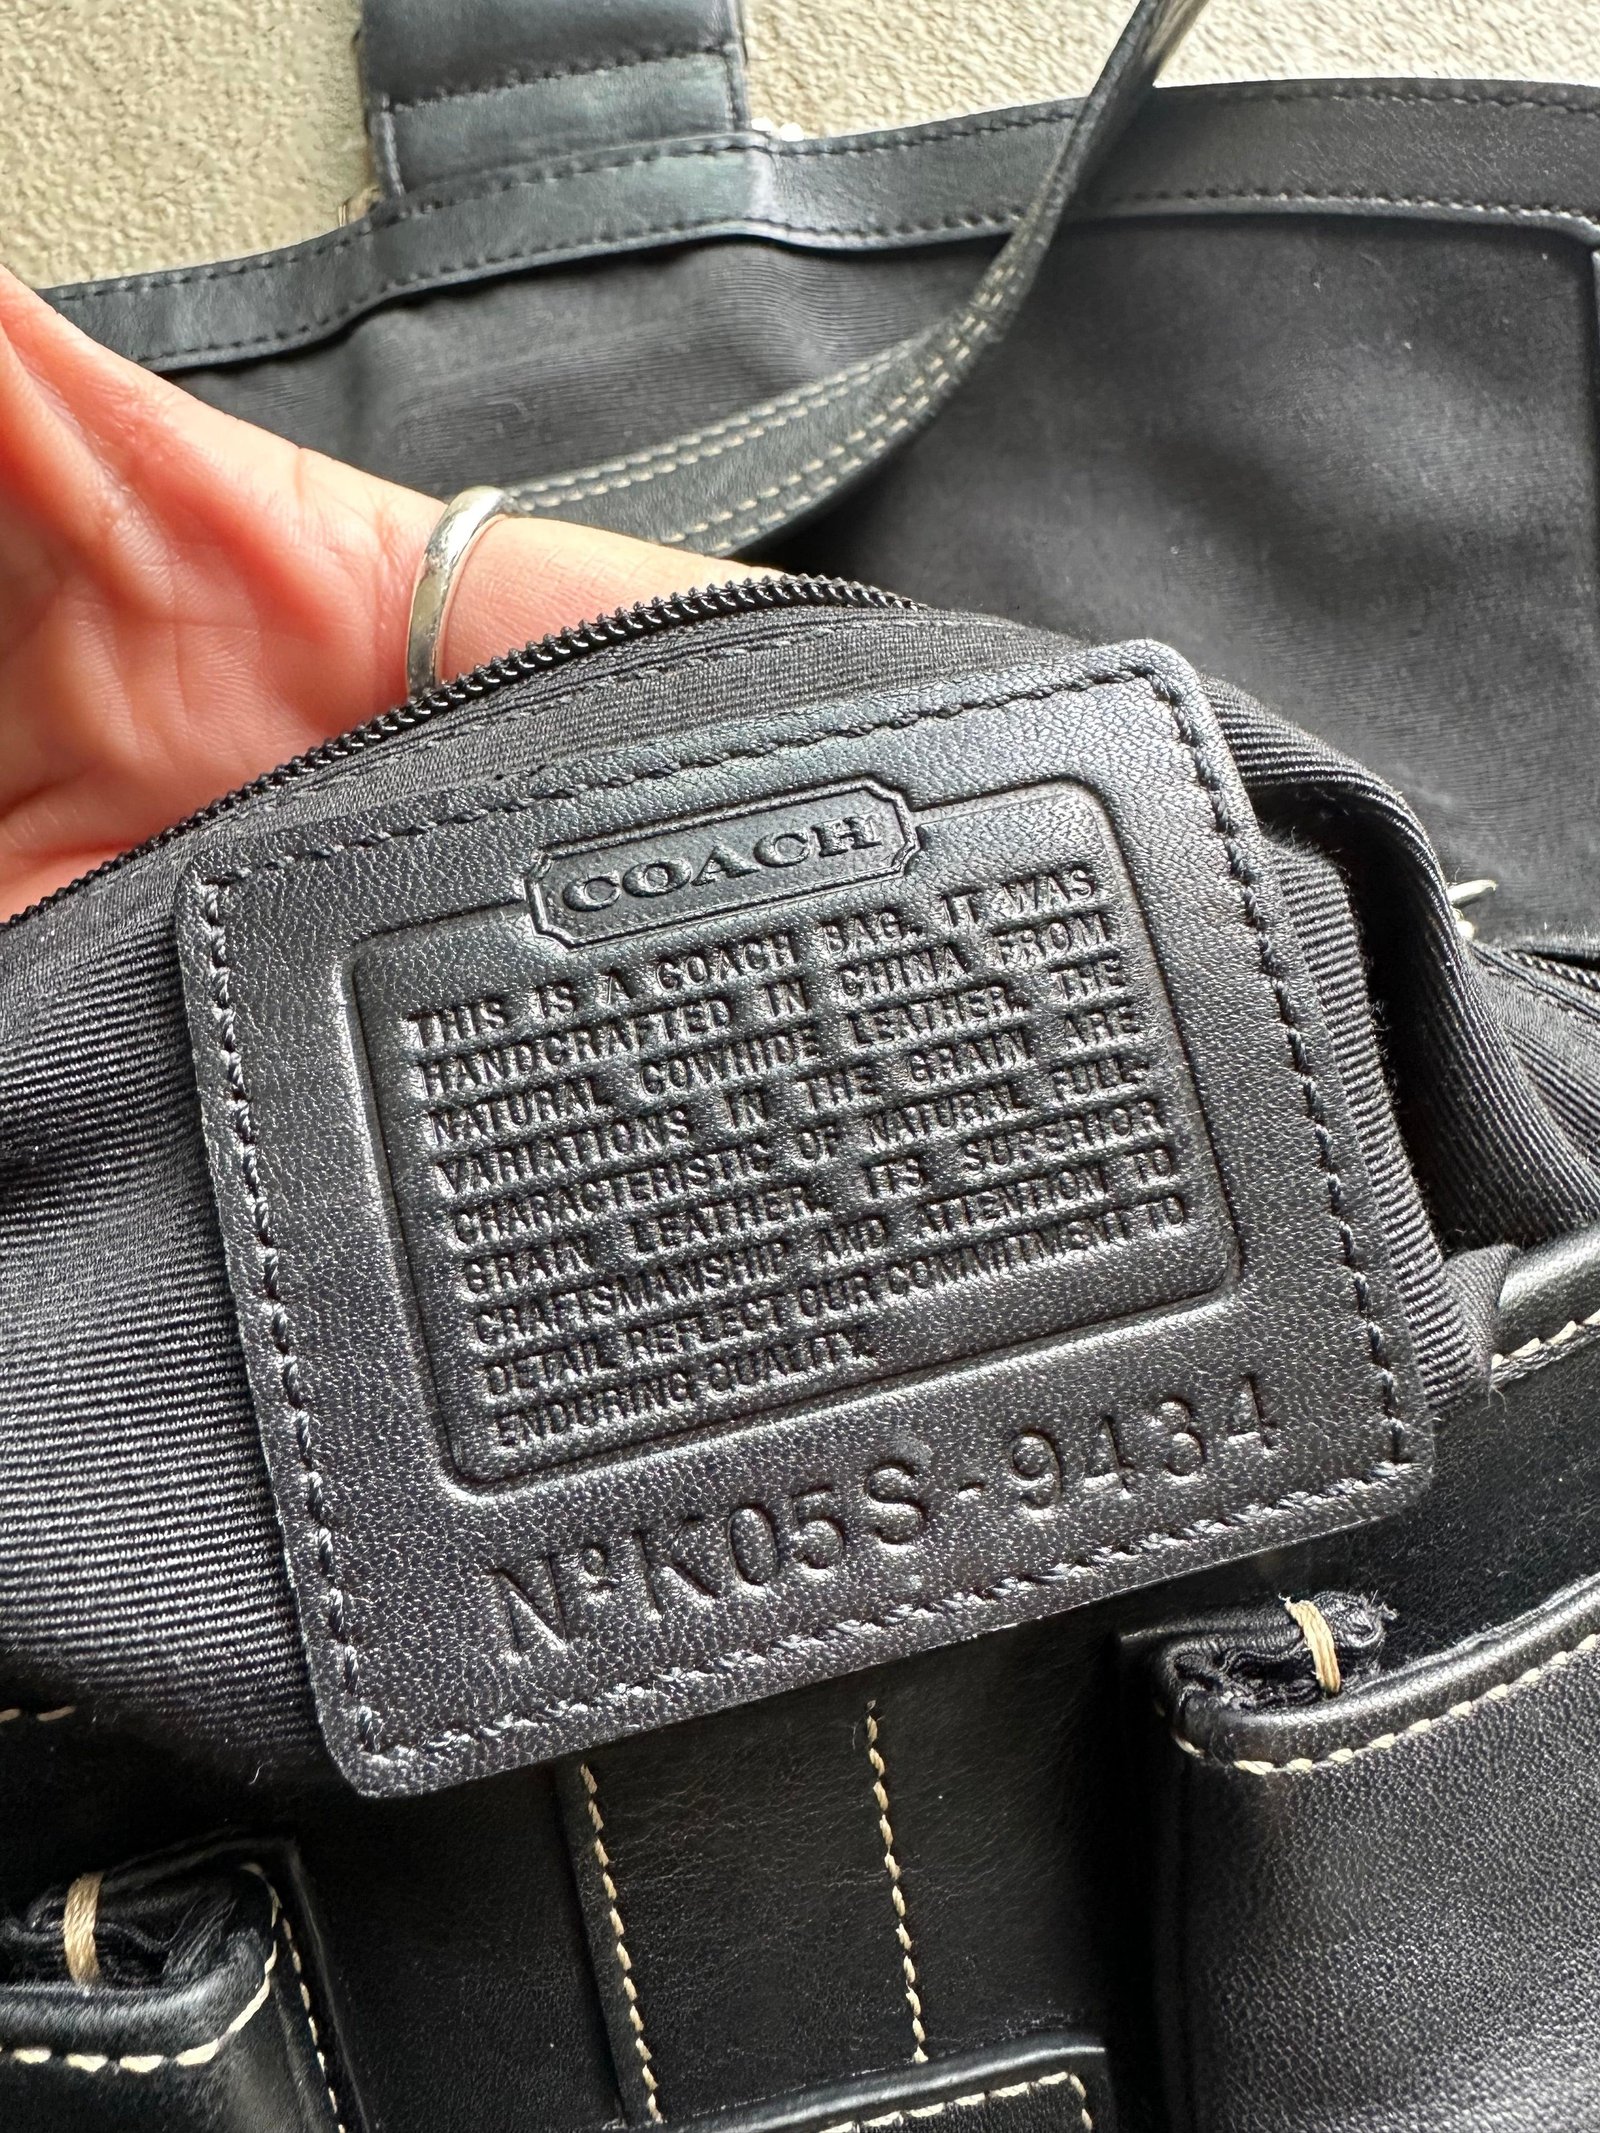 COACH
THIS IS A COACH BAG. IT WAS
HANDCRAFTED IN CHINA FROM
NATURAL COWHIDE LEATHER. THE
VARIATIONS IN THE GRAIN ARE
CHARACTERISTIC OF NATURAL FULL-
GRAIN LEATHER. ITS SUPERIOR
CRAFTSMANSHIP AND ATTENTION TO
DETAIL REFLECT OUR COMMITMENT TO
ENDURING QUALITY.
Nº K05S-9434